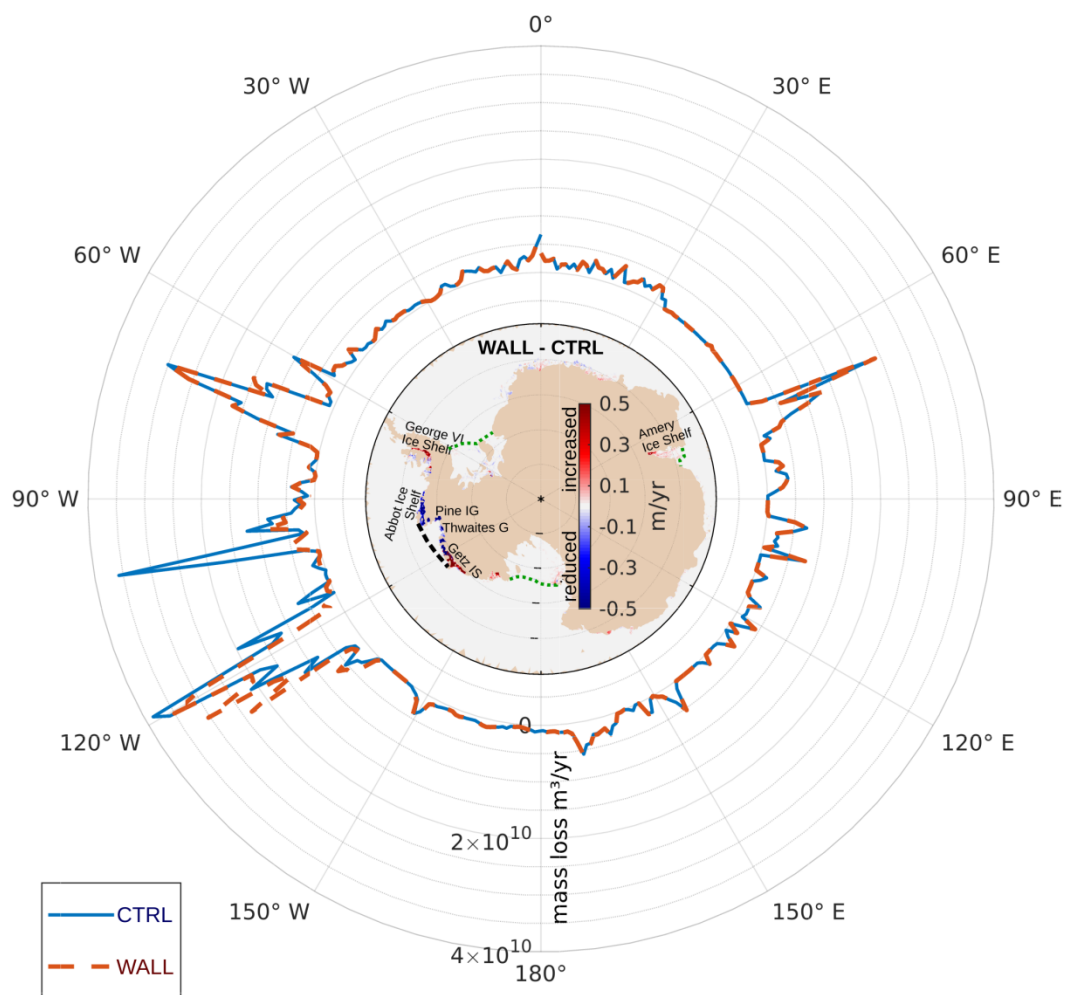 0°
30° W
30° E
60° W
60° E
WALL - CTRL
George VI
Ice Shelf
Amery
Ice Shelf
increased
reduced
0.5
0.3
0.1
-0.1
-0.3
-0.5
m/yr
90° W
90° E
Abbot Ice
Shelf
Pine IG
Thwaites G
Getz IS
120° W
120° E
0
2×10¹⁰
4×10¹⁰
mass loss m³/yr
150° W
150° E
180°
CTRL
WALL